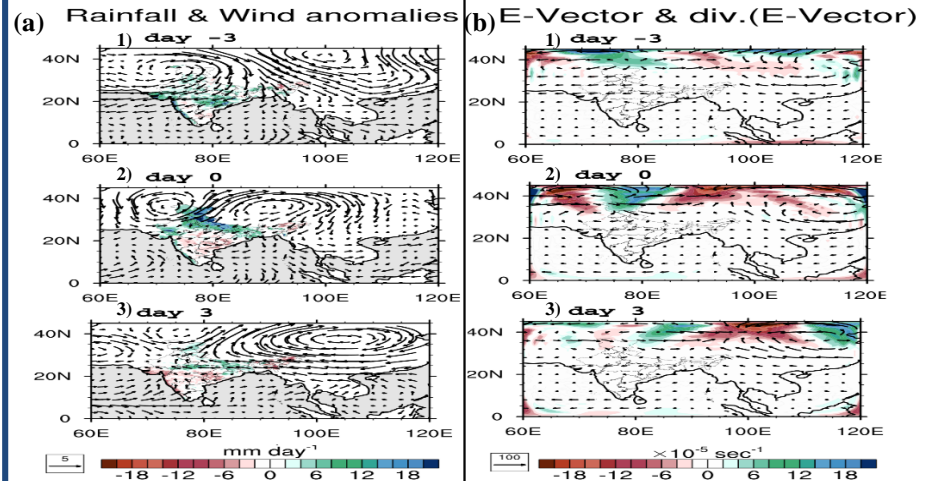 (a) Rainfall & Wind anomalies
1) day -3
40N
20N
0
60E 80E 100E 120E
2) day 0
40N
20N
0
60E 80E 100E 120E
3) day 3
40N
20N
0
60E 80E 100E 120E
mm day-1
5
-18 -12 -6 0 6 12 18
(b) E-Vector & div.(E-Vector)
1) day -3
40N
20N
0
60E 80E 100E 120E
2) day 0
40N
20N
0
60E 80E 100E 120E
3) day 3
40N
20N
0
60E 80E 100E 120E
×10-5 sec-1
100
-18 -12 -6 0 6 12 18